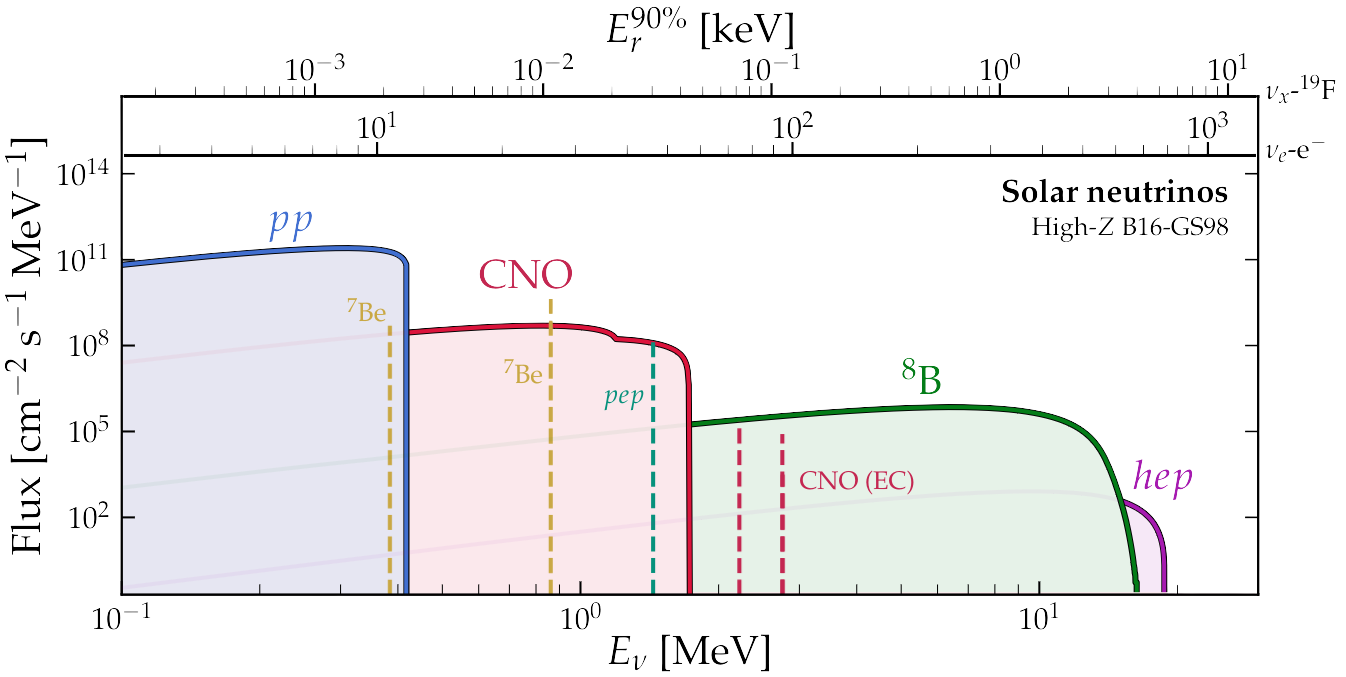 E_r^{90%} [keV]
10^{−3} 10^{−2} 10^{−1} 10^0 10^1
ν_x-^{19}F
10^1 10^2 10^3
ν_e-e^−
Flux [cm^{−2} s^{−1} MeV^{−1}]
10^{14}
10^{11}
10^8
10^5
10^2
Solar neutrinos
High-Z B16-GS98
pp
CNO
^7Be
^7Be
pep
^8B
CNO (EC)
hep
10^{−1} 10^0 10^1
E_ν [MeV]